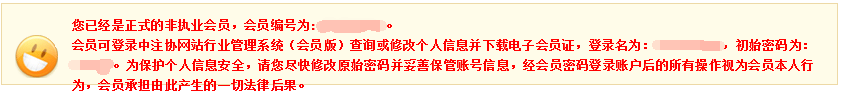 您已经是正式的非执业会员，会员编号为: 。
会员可登录中注协网站行业管理系统（会员版）查询或修改个人信息并下载电子会员证，登录名为： ，初始密码为：
。为保护个人信息安全，请您尽快修改原始密码并妥善保管账号信息，经会员密码登录账户后的所有操作视为会员本人行
为，会员承担由此产生的一切法律后果。